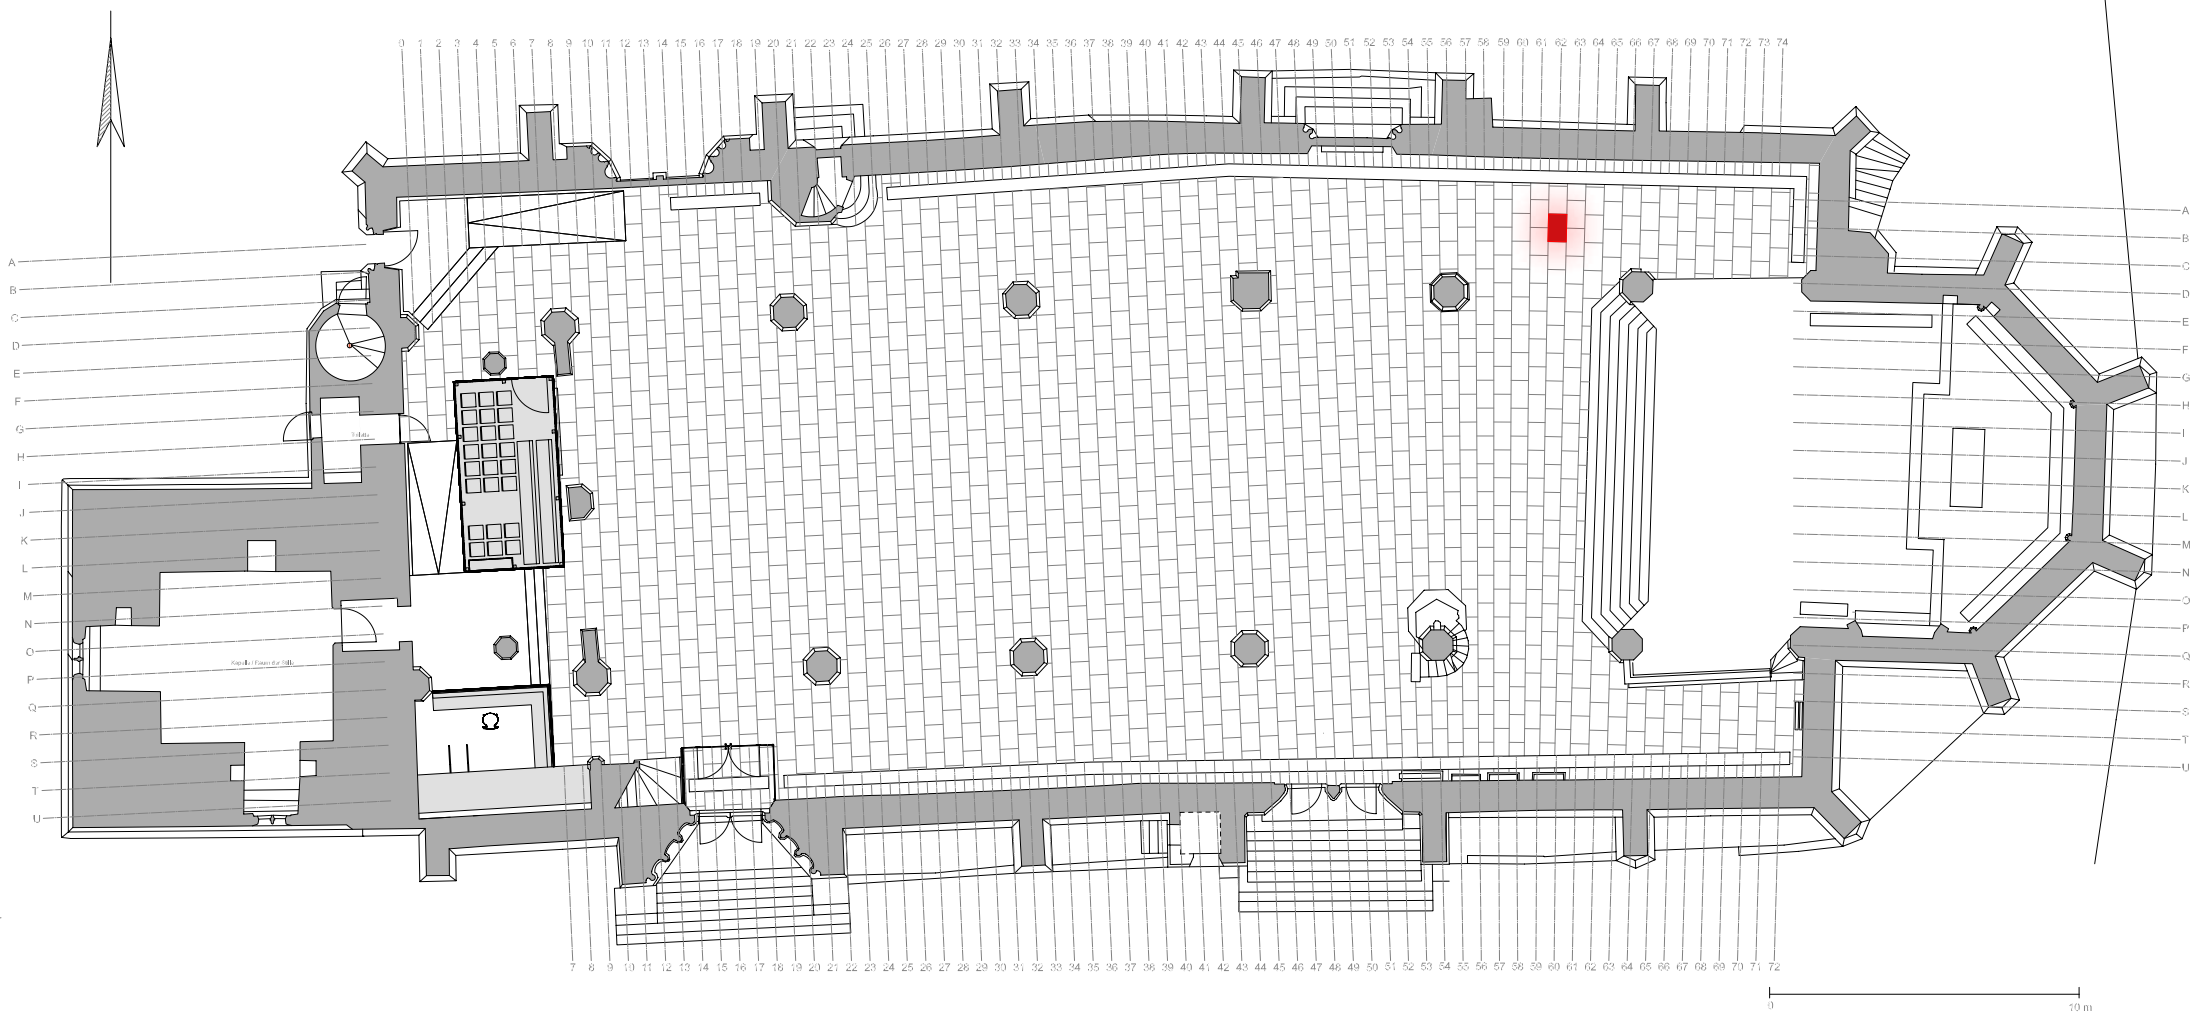 0 1 2 3 4 5 6 7 8 9 10 11 12 13 14 15 16 17 18 19 20 21 22 23 24 25 26 27 28 29 30 31 32 33 34 35 36 37 38 39 40 41 42 43 44 45 46 47 48 49 50 51 52 53 54 55 56 57 58 59 60 61 62 63 64 65 66 67 68 69 70 71 72 73 74
A
B
C
D
E
F
G
H
I
J
K
L
M
N
O
P
Q
R
S
T
U
A
B
C
D
E
F
G
H
I
J
K
L
M
N
O
P
Q
R
S
T
U
7 8 9 10 11 12 13 14 15 16 17 18 19 20 21 22 23 24 25 26 27 28 29 30 31 32 33 34 35 36 37 38 39 40 41 42 43 44 45 46 47 48 49 50 51 52 53 54 55 56 57 58 59 60 61 62 63 64 65 66 67 68 69 70 71 72
0 10 m